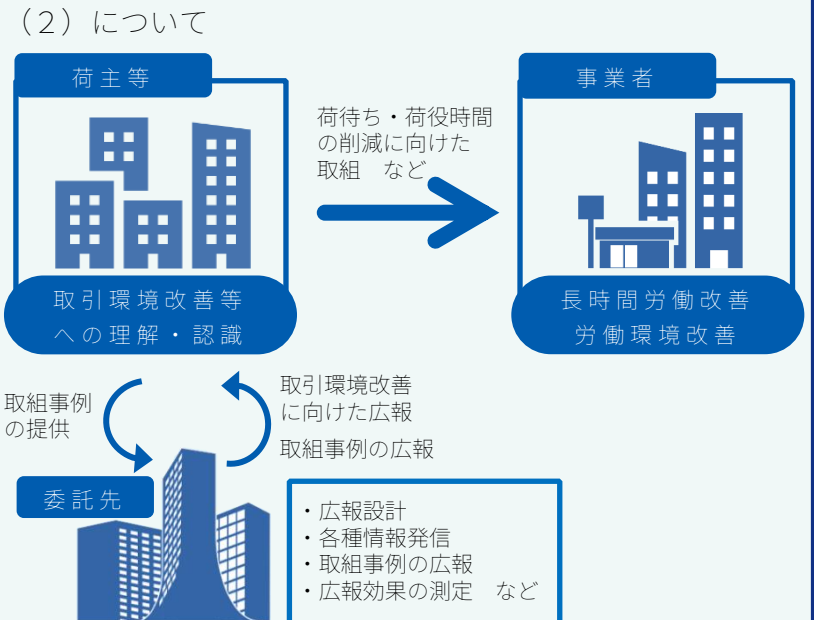 （２）について
荷主等
事業者
荷待ち・荷役時間
の削減に向けた
取組　など
取引環境改善等
への理解・認識
長時間労働改善
労働環境改善
取組事例
の提供
取引環境改善
に向けた広報
取組事例の広報
委託先
・広報設計
・各種情報発信
・取組事例の広報
・広報効果の測定　など